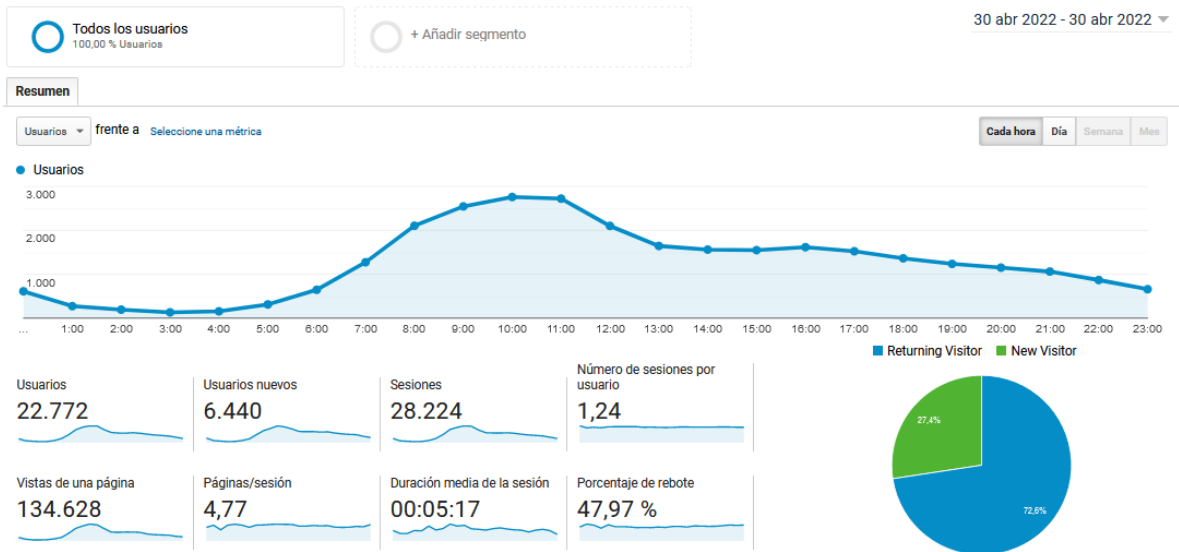 Todos los usuarios
100,00 % Usuarios
+ Añadir segmento
30 abr 2022 - 30 abr 2022
Resumen
Usuarios
frente a
Seleccione una métrica
Cada hora
Día
Semana
Mes
Usuarios
3.000
2.000
1.000
... 1:00 2:00 3:00 4:00 5:00 6:00 7:00 8:00 9:00 10:00 11:00 12:00 13:00 14:00 15:00 16:00 17:00 18:00 19:00 20:00 21:00 22:00 23:00
Returning Visitor
New Visitor
Usuarios
22.772
Usuarios nuevos
6.440
Sesiones
28.224
Número de sesiones por
usuario
1,24
Vistas de una página
134.628
Páginas/sesión
4,77
Duración media de la sesión
00:05:17
Porcentaje de rebote
47,97 %
27,4%
72,6%